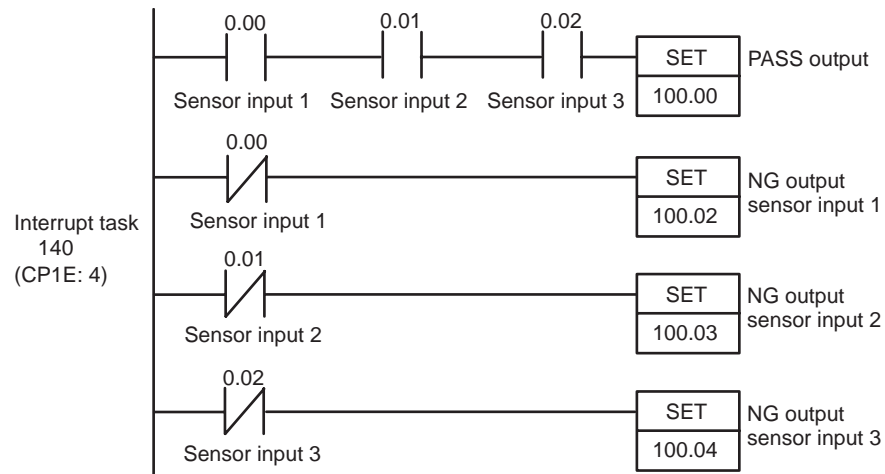 0.00 0.01 0.02
SET PASS output
100.00
Sensor input 1 Sensor input 2 Sensor input 3
0.00
SET NG output
sensor input 1
100.02
Sensor input 1
Interrupt task
140
(CP1E: 4)
0.01
SET NG output
sensor input 2
100.03
Sensor input 2
0.02
SET NG output
sensor input 3
100.04
Sensor input 3